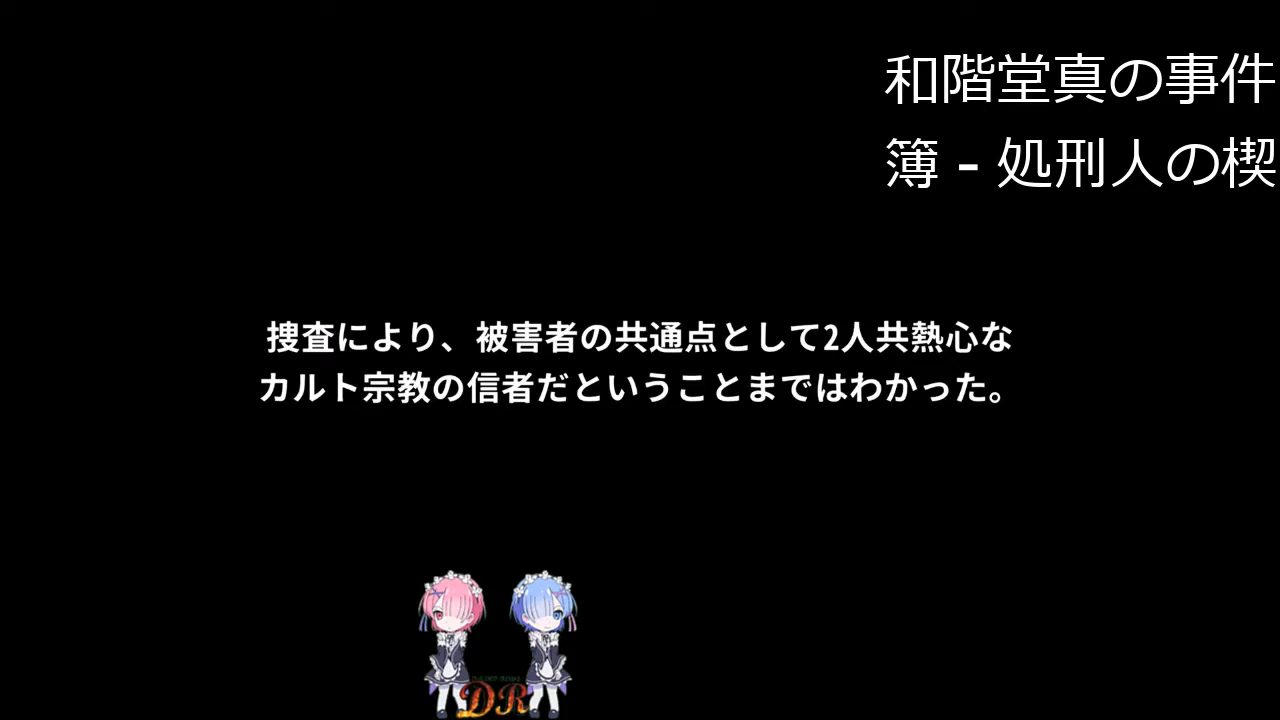 和階堂真の事件
簿 - 処刑人の楔
捜査により、被害者の共通点として2人共熱心な
カルト宗教の信者だということまではわかった。
DR